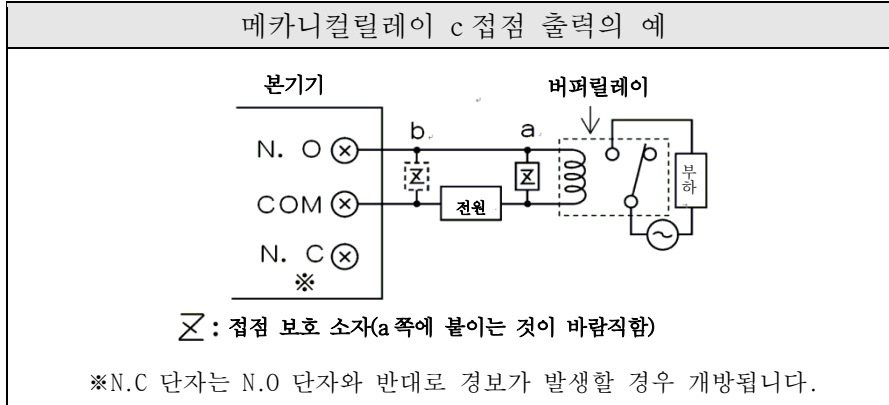 메카니컬릴레이 c 접점 출력의 예
본기기
버퍼릴레이
b
a
N. O
COM
N. C
※
전원
부하
Z : 접점 보호 소자(a 쪽에 붙이는 것이 바람직함)
※N.C 단자는 N.O 단자와 반대로 경보가 발생할 경우 개방됩니다.